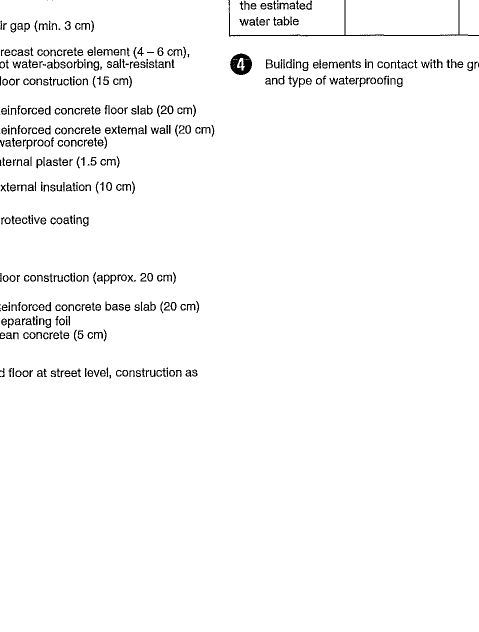 ir gap (min. 3 cm)
recast concrete element (4 – 6 cm),
ot water-absorbing, salt-resistant
loor construction (15 cm)
einforced concrete floor slab (20 cm)
einforced concrete external wall (20 cm)
waterproof concrete)
nternal plaster (1.5 cm)
xternal insulation (10 cm)
rotective coating
loor construction (approx. 20 cm)
einforced concrete base slab (20 cm)
eparating foil
ean concrete (5 cm)
d floor at street level, construction as
the estimated
water table
4 Building elements in contact with the gr
and type of waterproofing